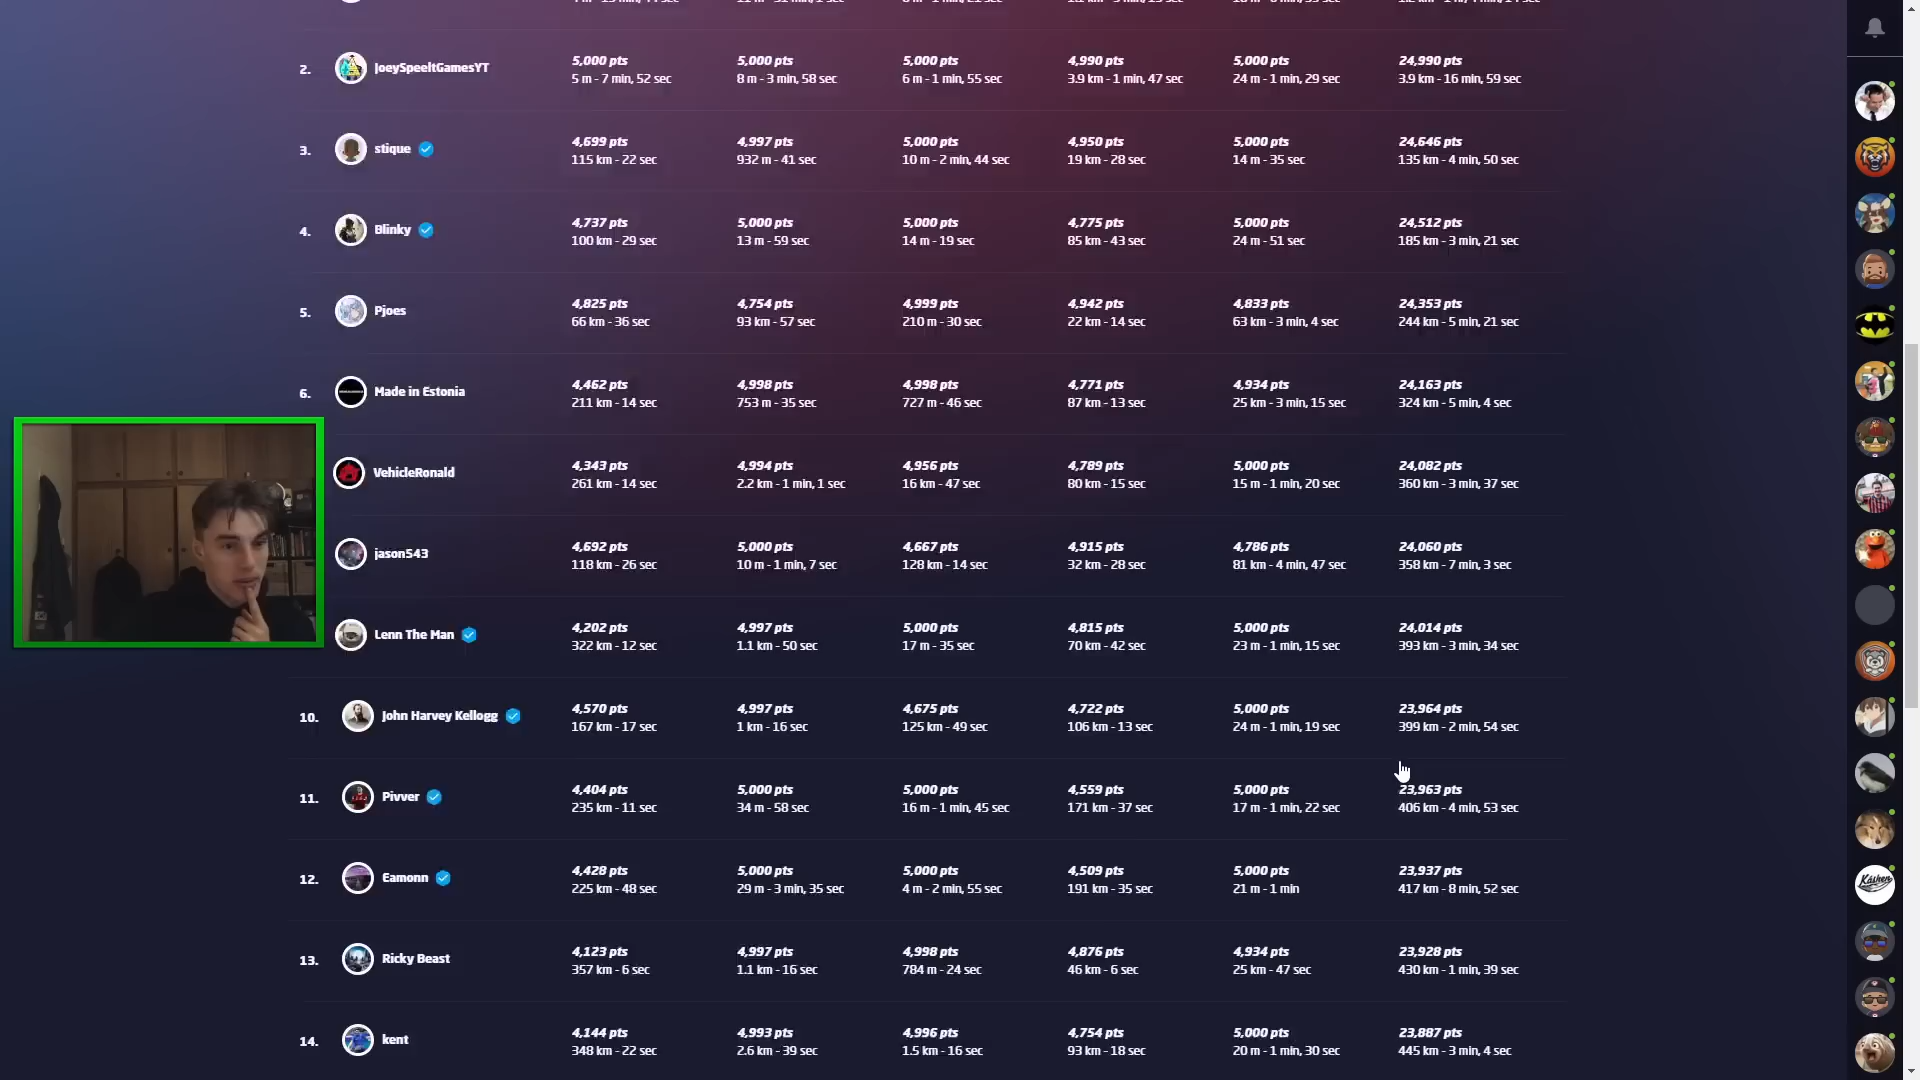 2. JoeySpeeltGamesYT 5,000 pts 5,000 pts 5,000 pts 4,990 pts 5,000 pts 24,990 pts
5 m - 7 min, 52 sec 8 m - 3 min, 58 sec 6 m - 1 min, 55 sec 3.9 km - 1 min, 47 sec 24 m - 1 min, 29 sec 3.9 km - 16 min, 59 sec
3. stique 4,699 pts 4,997 pts 5,000 pts 4,950 pts 5,000 pts 24,646 pts
115 km - 22 sec 932 m - 41 sec 10 m - 2 min, 44 sec 19 km - 28 sec 14 m - 35 sec 135 km - 4 min, 50 sec
4. Blinky 4,737 pts 5,000 pts 5,000 pts 4,775 pts 5,000 pts 24,512 pts
100 km - 29 sec 13 m - 59 sec 14 m - 19 sec 85 km - 43 sec 24 m - 51 sec 185 km - 3 min, 21 sec
5. Pjoes 4,825 pts 4,754 pts 4,999 pts 4,942 pts 4,833 pts 24,353 pts
66 km - 36 sec 93 km - 57 sec 210 m - 30 sec 22 km - 14 sec 63 km - 3 min, 4 sec 244 km - 5 min, 21 sec
6. Made in Estonia 4,462 pts 4,998 pts 4,998 pts 4,771 pts 4,934 pts 24,163 pts
211 km - 14 sec 753 m - 35 sec 727 m - 46 sec 87 km - 13 sec 25 km - 3 min, 15 sec 324 km - 5 min, 4 sec
VehicleRonald 4,343 pts 4,994 pts 4,956 pts 4,789 pts 5,000 pts 24,082 pts
261 km - 14 sec 2.2 km - 1 min, 1 sec 16 km - 47 sec 80 km - 15 sec 15 m - 1 min, 20 sec 360 km - 3 min, 37 sec
jason543 4,692 pts 5,000 pts 4,667 pts 4,915 pts 4,786 pts 24,060 pts
118 km - 26 sec 10 m - 1 min, 7 sec 128 km - 14 sec 32 km - 28 sec 81 km - 4 min, 47 sec 358 km - 7 min, 3 sec
Lenn The Man 4,202 pts 4,997 pts 5,000 pts 4,815 pts 5,000 pts 24,014 pts
322 km - 12 sec 1.1 km - 50 sec 17 m - 35 sec 70 km - 42 sec 23 m - 1 min, 15 sec 393 km - 3 min, 34 sec
10. John Harvey Kellogg 4,570 pts 4,997 pts 4,675 pts 4,722 pts 5,000 pts 23,964 pts
167 km - 17 sec 1 km - 16 sec 125 km - 49 sec 106 km - 13 sec 24 m - 1 min, 19 sec 399 km - 2 min, 54 sec
11. Pivver 4,404 pts 5,000 pts 5,000 pts 4,559 pts 5,000 pts 23,963 pts
235 km - 11 sec 34 m - 58 sec 16 m - 1 min, 45 sec 171 km - 37 sec 17 m - 1 min, 22 sec 406 km - 4 min, 53 sec
12. Eamonn 4,428 pts 5,000 pts 5,000 pts 4,509 pts 5,000 pts 23,937 pts
225 km - 48 sec 29 m - 3 min, 35 sec 4 m - 2 min, 55 sec 191 km - 35 sec 21 m - 1 min 417 km - 8 min, 52 sec
13. Ricky Beast 4,123 pts 4,997 pts 4,998 pts 4,876 pts 4,934 pts 23,928 pts
357 km - 6 sec 1.1 km - 16 sec 784 m - 24 sec 46 km - 6 sec 25 km - 47 sec 430 km - 1 min, 39 sec
14. kent 4,144 pts 4,993 pts 4,996 pts 4,754 pts 5,000 pts 23,887 pts
348 km - 22 sec 2.6 km - 39 sec 1.5 km - 16 sec 93 km - 18 sec 20 m - 1 min, 30 sec 445 km - 3 min, 4 sec